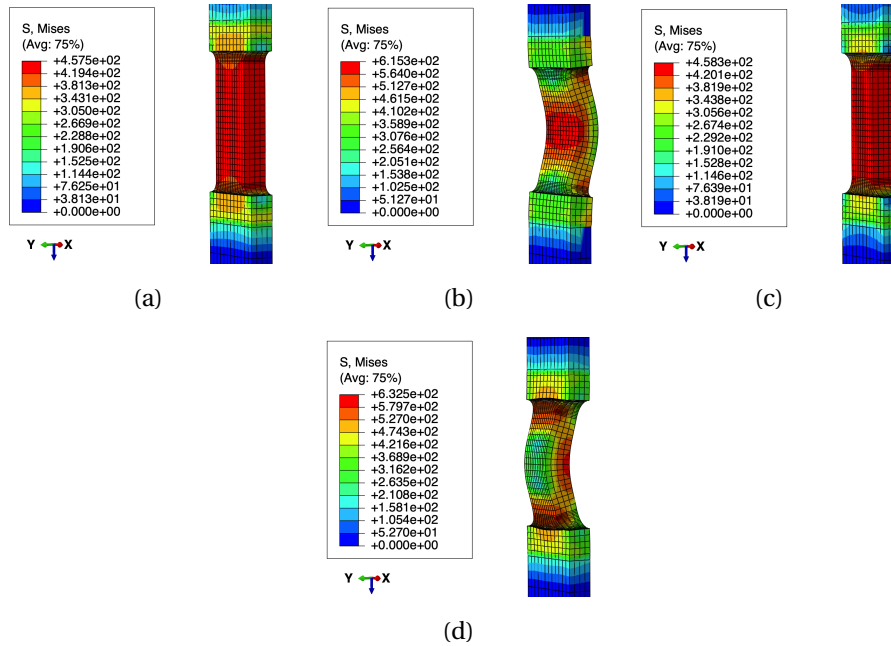 S, Mises
(Avg: 75%)
+4.575e+02
+4.194e+02
+3.813e+02
+3.431e+02
+3.050e+02
+2.669e+02
+2.288e+02
+1.906e+02
+1.525e+02
+1.144e+02
+7.625e+01
+3.813e+01
+0.000e+00
Y X
(a)
S, Mises
(Avg: 75%)
+6.153e+02
+5.640e+02
+5.127e+02
+4.615e+02
+4.102e+02
+3.589e+02
+3.076e+02
+2.564e+02
+2.051e+02
+1.538e+02
+1.025e+02
+5.127e+01
+0.000e+00
Y X
(b)
S, Mises
(Avg: 75%)
+4.583e+02
+4.201e+02
+3.819e+02
+3.438e+02
+3.056e+02
+2.674e+02
+2.292e+02
+1.910e+02
+1.528e+02
+1.146e+02
+7.639e+01
+3.819e+01
+0.000e+00
Y X
(c)
S, Mises
(Avg: 75%)
+6.325e+02
+5.797e+02
+5.270e+02
+4.743e+02
+4.216e+02
+3.689e+02
+3.162e+02
+2.635e+02
+2.108e+02
+1.581e+02
+1.054e+02
+5.270e+01
+0.000e+00
Y X
(d)